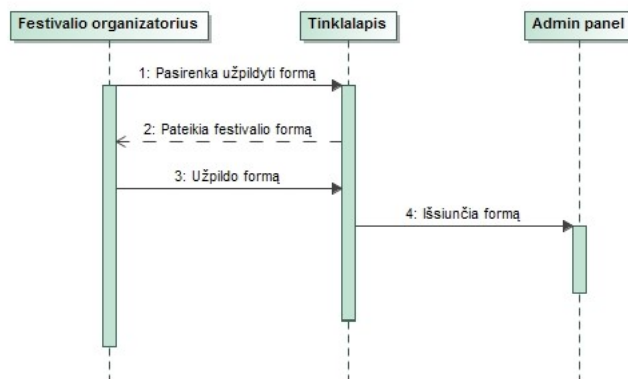 Festivalio organizatorius
Tinklalapis
Admin panel
1: Pasirenka užpildyti formą
2: Pateikia festivalio formą
3: Užpildo formą
4: Išsiunčia formą